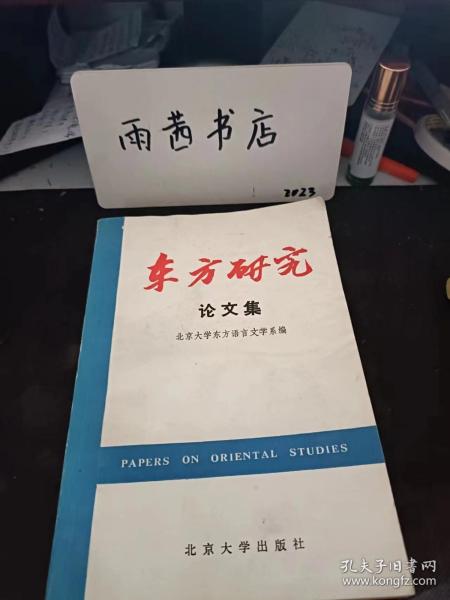 雨茜书店
2023
东方研究
论文集
北京大学东方语言文学系编
PAPERS ON ORIENTAL STUDIES
北京大学出版社
孔夫子旧书网
www.kongfz.com